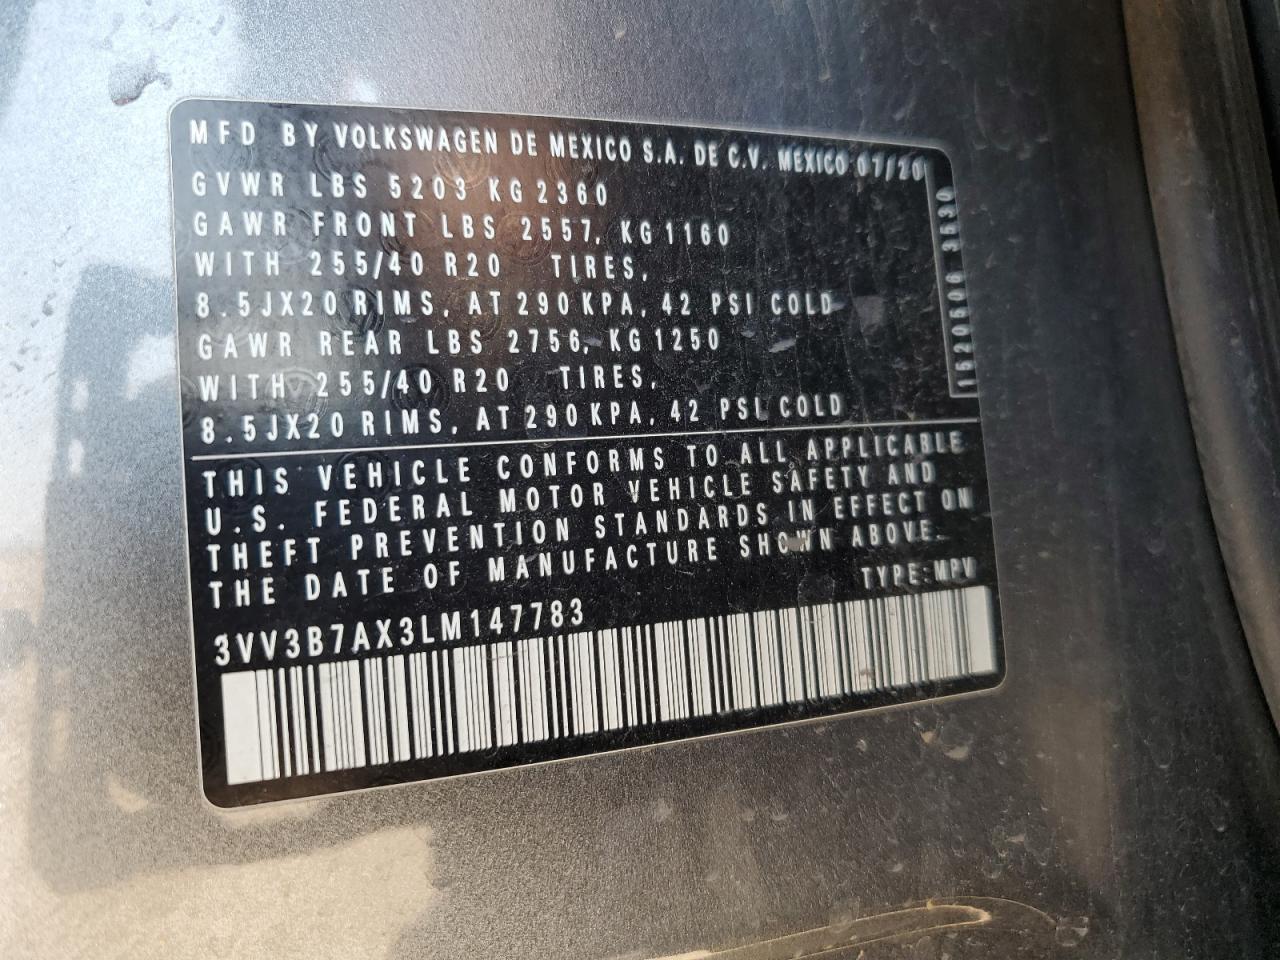 MFD BY VOLKSWAGEN DE MEXICO S.A. DE C.V. MEXICO 07/20
GVWR LBS 5203 KG 2360
GAWR FRONT LBS 2557, KG 1160
WITH 255/40 R20 TIRES,
8.5JX20 RIMS, AT 290 KPA, 42 PSI COLD
GAWR REAR LBS 2756, KG 1250
WITH 255/40 R20 TIRES,
8.5JX20 RIMS, AT 290 KPA, 42 PSI COLD
1520506 3530
THIS VEHICLE CONFORMS TO ALL APPLICABLE
U.S. FEDERAL MOTOR VEHICLE SAFETY AND
THEFT PREVENTION STANDARDS IN EFFECT ON
THE DATE OF MANUFACTURE SHOWN ABOVE.
TYPE: MPV
3VV3B7AX3LM147783